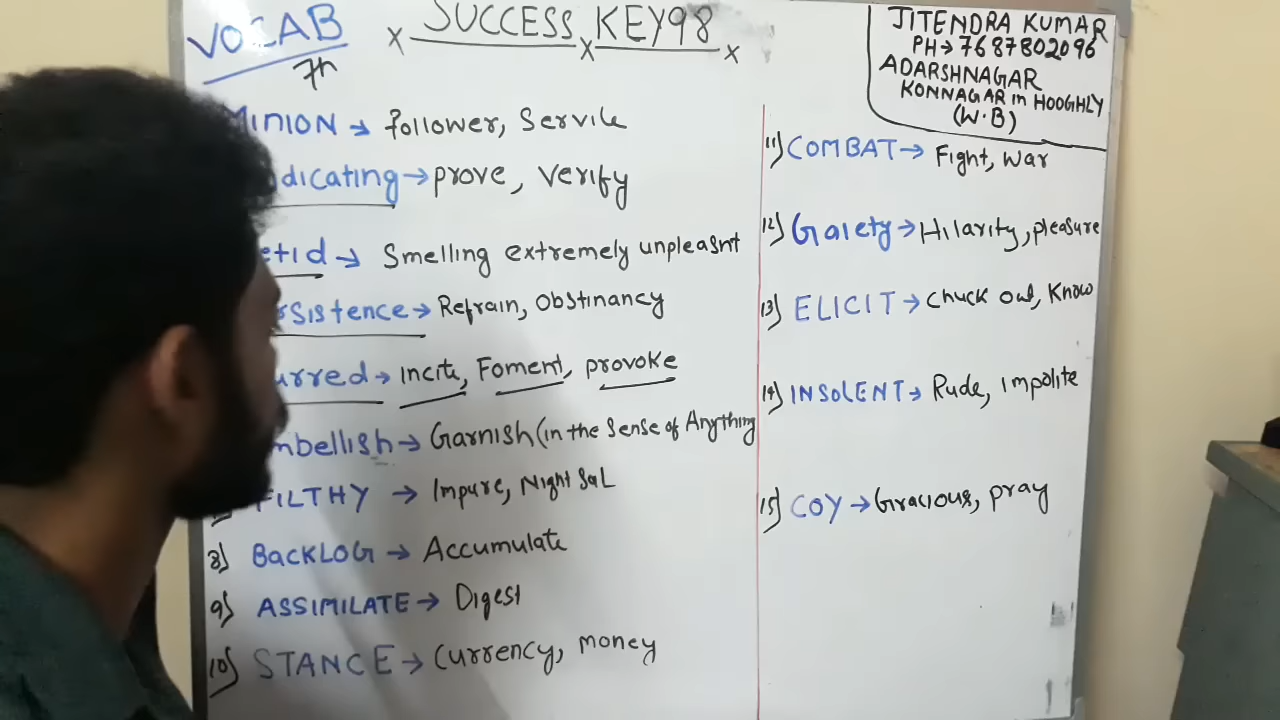 VOCAB
7th
x SUCCESS x KEY98 x
JITENDRA KUMAR
PH→7687802096
ADARSHNAGAR
KONNAGAR in HOOGHLY
(W.B)
MINION → follower, Servile
dicating → prove, Verify
etid → Smelling extremely unpleasnt
rsistence → Refrain, Obstinancy
urred → incite, Foment, provoke
mbellish → Garnish (in the sense of Anything
FILTHY → Impure, Night
8) BACKLOG → Accumulate
9) ASSIMILATE → Digest
10) STANCE → Currency, money
11) COMBAT → Fight, War
12) Gaiety → Hilarity, pleasure
13) ELICIT → Chuck out, Know
14) INSOLENT → Rude, Impolite
15) COY → Gracious, pray